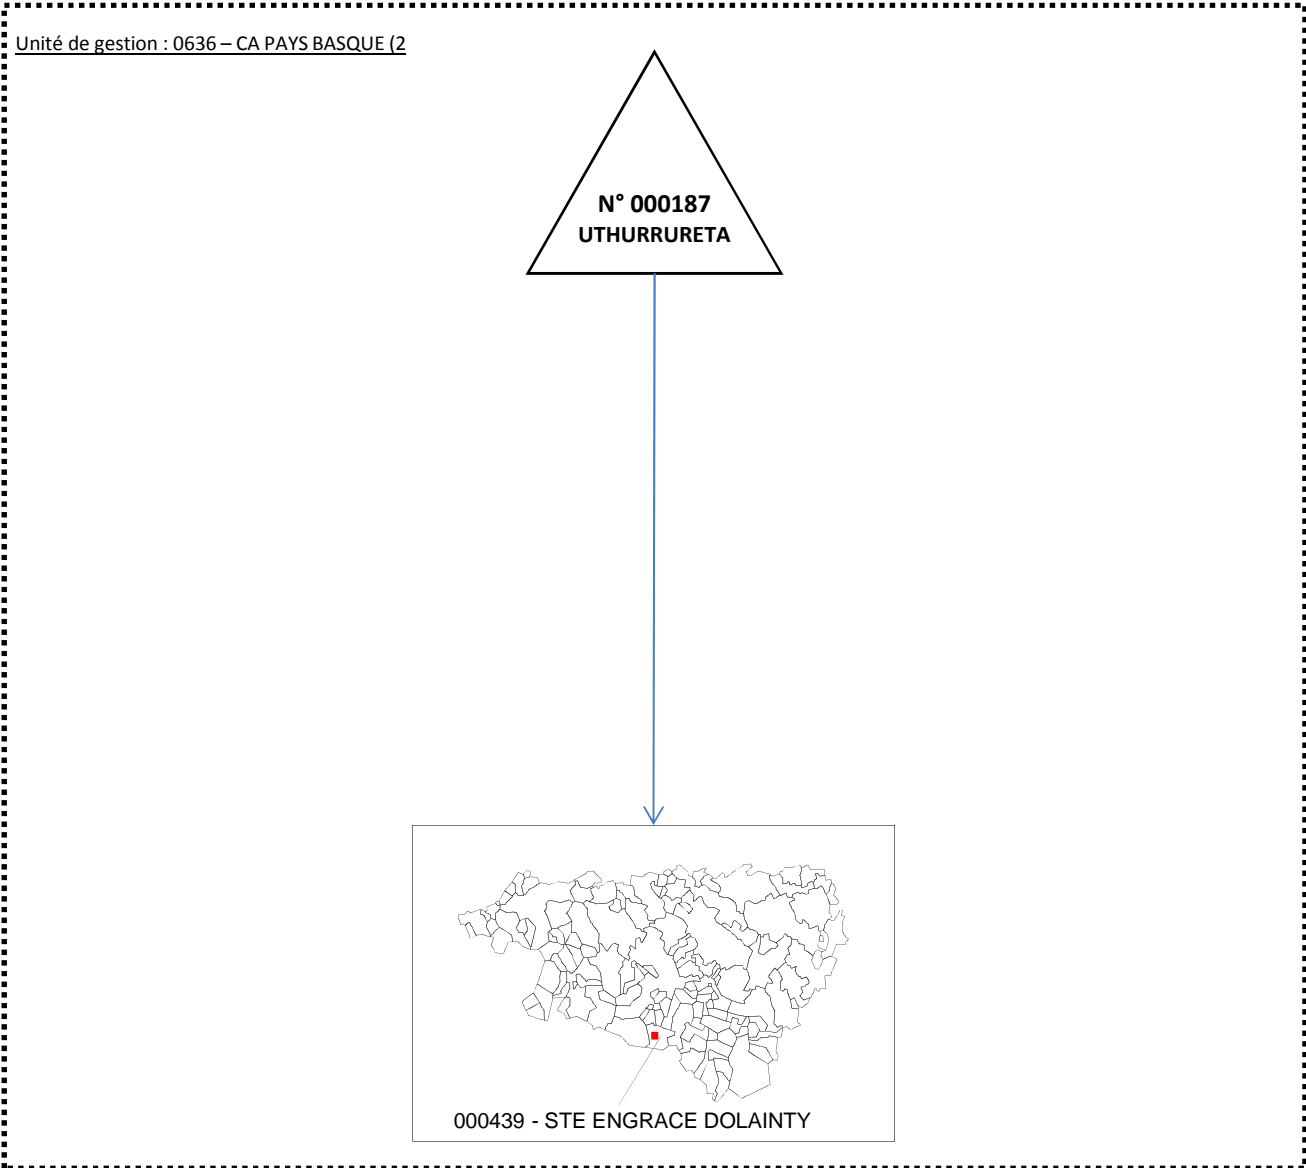 Unité de gestion : 0636 – CA PAYS BASQUE (2
N° 000187
UTHURRURETA
000439 - STE ENGRACE DOLAINTY